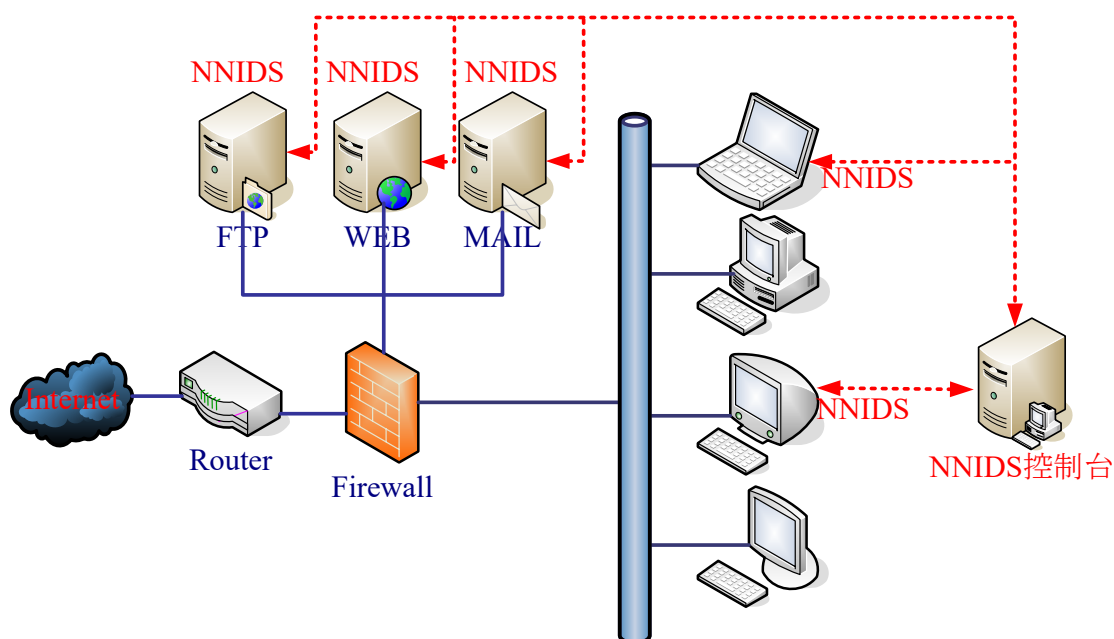 NNIDS NNIDS NNIDS
FTP WEB MAIL
NNIDS
Internet
Router
Firewall
NNIDS
NNIDS控制台